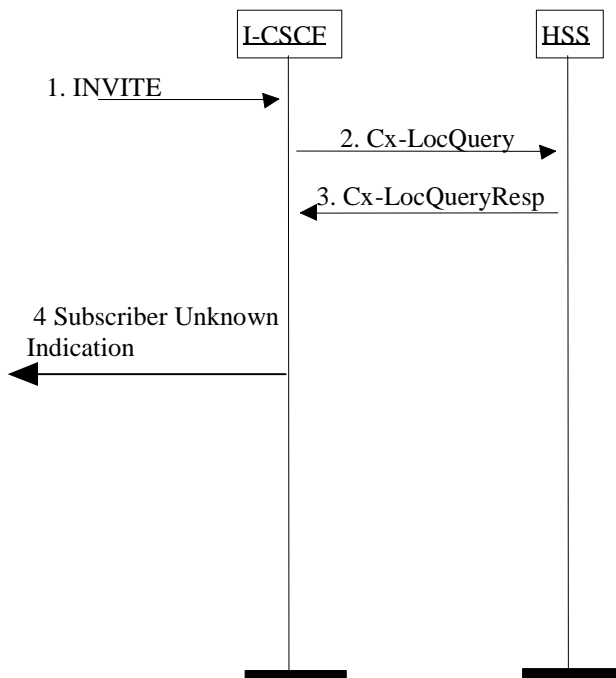 I-CSCF
HSS
1. INVITE
2. Cx-LocQuery
3. Cx-LocQueryResp
4 Subscriber Unknown
Indication